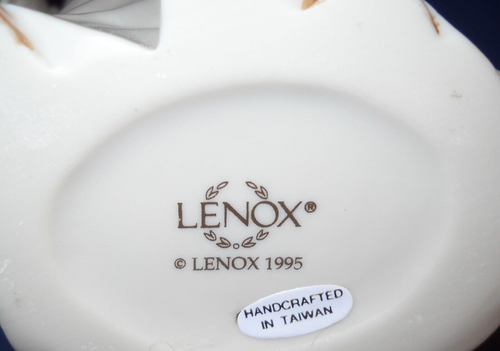 LENOX®
© LENOX 1995
HANDCRAFTED
IN TAIWAN